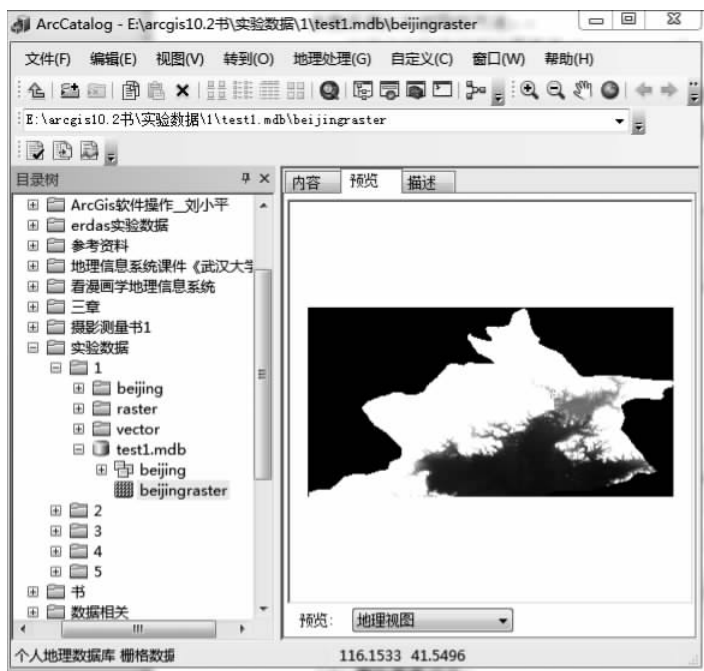 ArcCatalog - E:\arcgis10.2书\实验数据\1\test1.mdb\beijingraster
文件(F) 编辑(E) 视图(V) 转到(O) 地理处理(G) 自定义(C) 窗口(W) 帮助(H)
E:\arcgis10.2书\实验数据\1\test1.mdb\beijingraster
目录树
内容 预览 描述
ArcGis软件操作__刘小平
erdas实验数据
参考资料
地理信息系统课件《武汉大学
看漫画学地理信息系统
三章
摄影测量书1
实验数据
1
beijing
raster
vector
test1.mdb
beijing
beijingraster
2
3
4
5
书
数据相关
预览: 地理视图
个人地理数据库 栅格数据 116.1533 41.5496